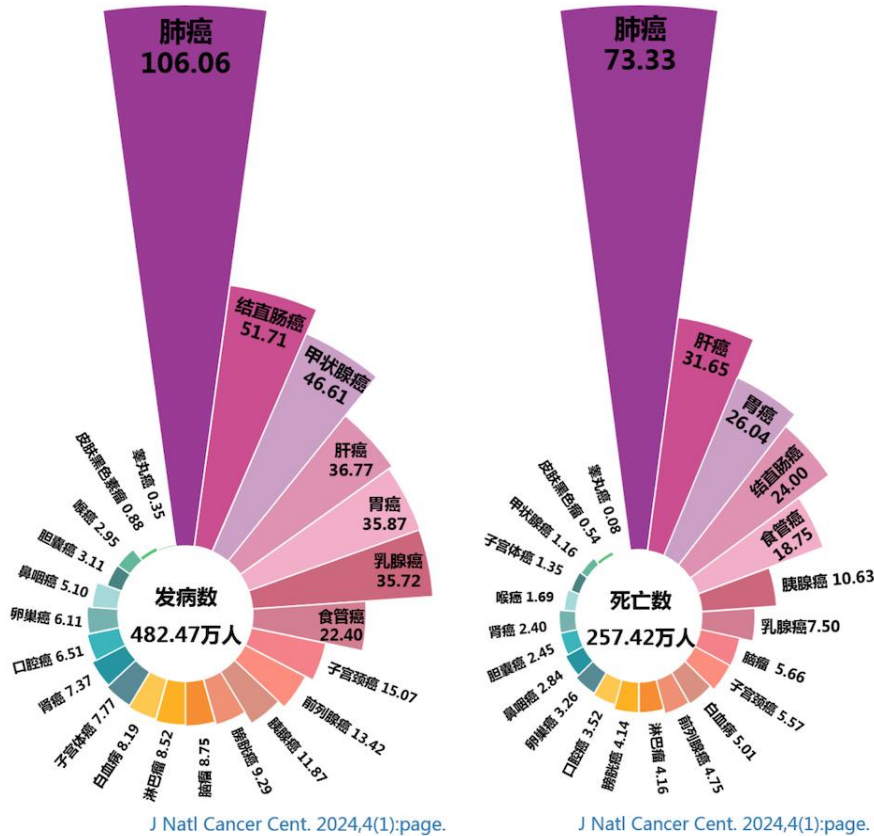 肺癌
106.06
结直肠癌
51.71
甲状腺癌
46.61
肝癌
36.77
胃癌
35.87
乳腺癌
35.72
食管癌
22.40
子宫颈癌 15.07
前列腺癌 13.42
胰腺癌 11.87
膀胱癌 9.29
脑瘤 8.75
淋巴瘤 8.52
白血病 8.19
子宫体癌 7.77
肾癌 7.37
口腔癌 6.51
卵巢癌 6.11
鼻咽癌 5.10
胆囊癌 3.11
喉癌 2.95
皮肤黑色素瘤 0.88
睾丸癌 0.35
发病数
482.47万人
J Natl Cancer Cent. 2024,4(1):page.
肺癌
73.33
肝癌
31.65
胃癌
26.04
结直肠癌
24.00
食管癌
18.75
胰腺癌 10.63
乳腺癌7.50
脑瘤 5.66
子宫颈癌 5.57
白血病 5.01
前列腺癌 4.75
淋巴瘤 4.16
膀胱癌 4.14
口腔癌 3.52
卵巢癌 3.26
鼻咽癌 2.84
胆囊癌 2.45
肾癌 2.40
喉癌 1.69
子宫体癌 1.35
甲状腺癌 1.16
皮肤黑色瘤 0.54
睾丸癌 0.08
死亡数
257.42万人
J Natl Cancer Cent. 2024,4(1):page.